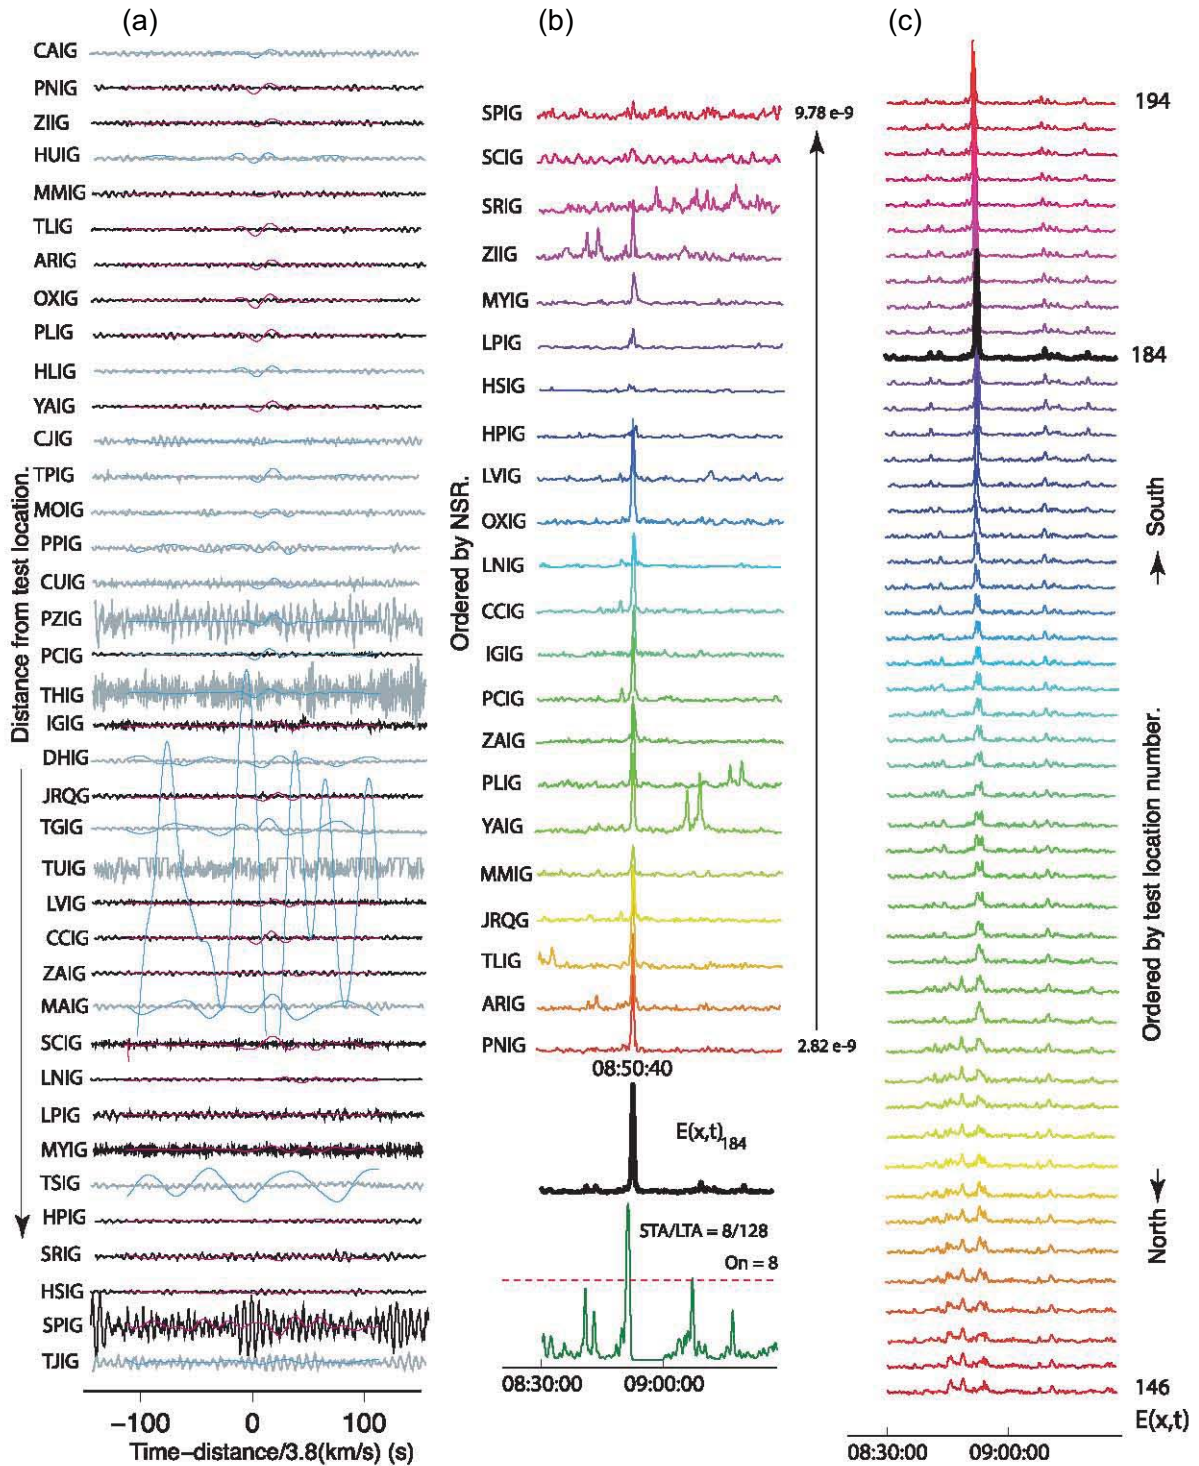 (a)
CAIG
PNIG
ZIIG
HUIG
MMIG
TLIG
ARIG
OXIG
PLIG
HLIG
YAIG
CJIG
TPIG
MOIG
PPIG
CUIG
PZIG
PCIG
THIG
IGIG
DHIG
JRQG
TGIG
TUIG
LVIG
CCIG
ZAIG
MAIG
SCIG
LNIG
LPIG
MYIG
TSIG
HPIG
SRIG
HSIG
SPIG
TJIG
Distance from test location.
−100 0 100
Time−distance/3.8(km/s) (s)
(b)
SPIG
SCIG
SRIG
ZIIG
MYIG
LPIG
HSIG
HPIG
LVIG
OXIG
LNIG
CCIG
IGIG
PCIG
ZAIG
PLIG
YAIG
MMIG
JRQG
TLIG
ARIG
PNIG
Ordered by NSR.
9.78 e-9
2.82 e-9
08:50:40
E(x,t)184
STA/LTA = 8/128
On = 8
08:30:00 09:00:00
(c)
194
184
South
Ordered by test location number.
North
146
E(x,t)
08:30:00 09:00:00